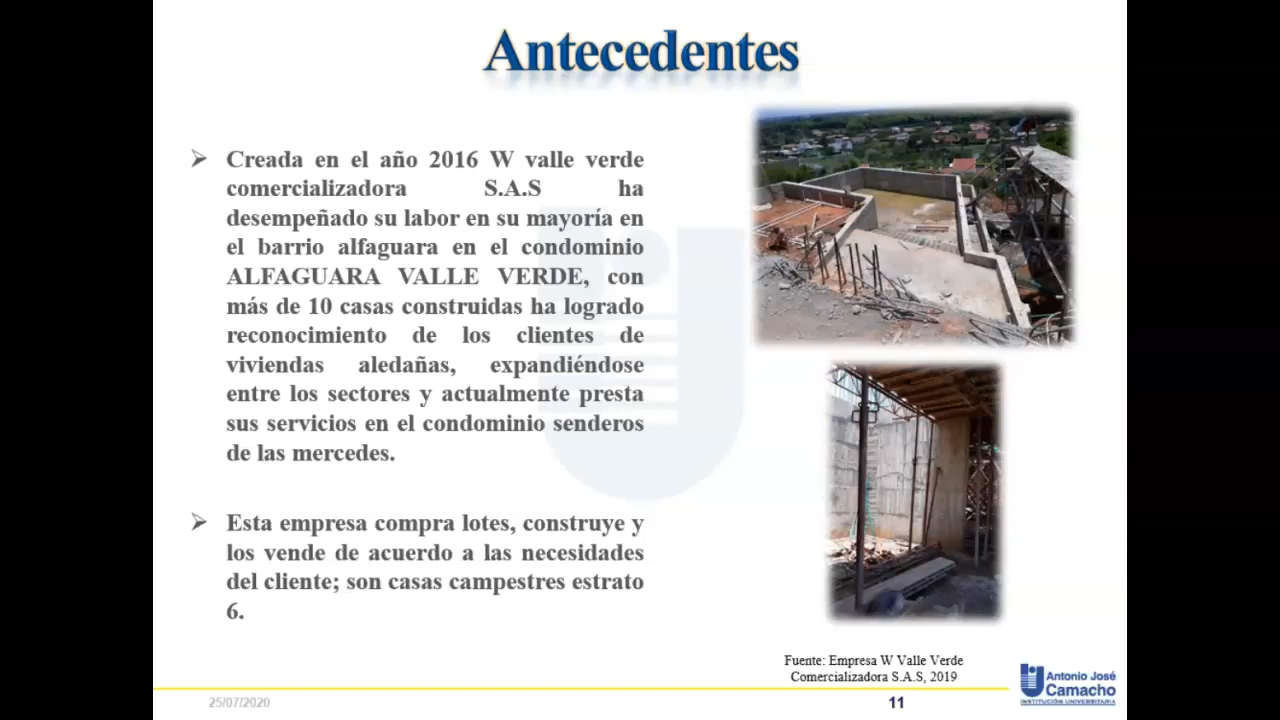 Antecedentes
➢ Creada en el año 2016 W valle verde
comercializadora S.A.S ha
desempeñado su labor en su mayoría en
el barrio alfaguara en el condominio
ALFAGUARA VALLE VERDE, con
más de 10 casas construidas ha logrado
reconocimiento de los clientes de
viviendas aledañas, expandiéndose
entre los sectores y actualmente presta
sus servicios en el condominio senderos
de las mercedes.
➢ Esta empresa compra lotes, construye y
los vende de acuerdo a las necesidades
del cliente; son casas campestres estrato
6.
Fuente: Empresa W Valle Verde
Comercializadora S.A.S, 2019
25/07/2020
11
Antonio José
Camacho
INSTITUCIÓN UNIVERSITARIA